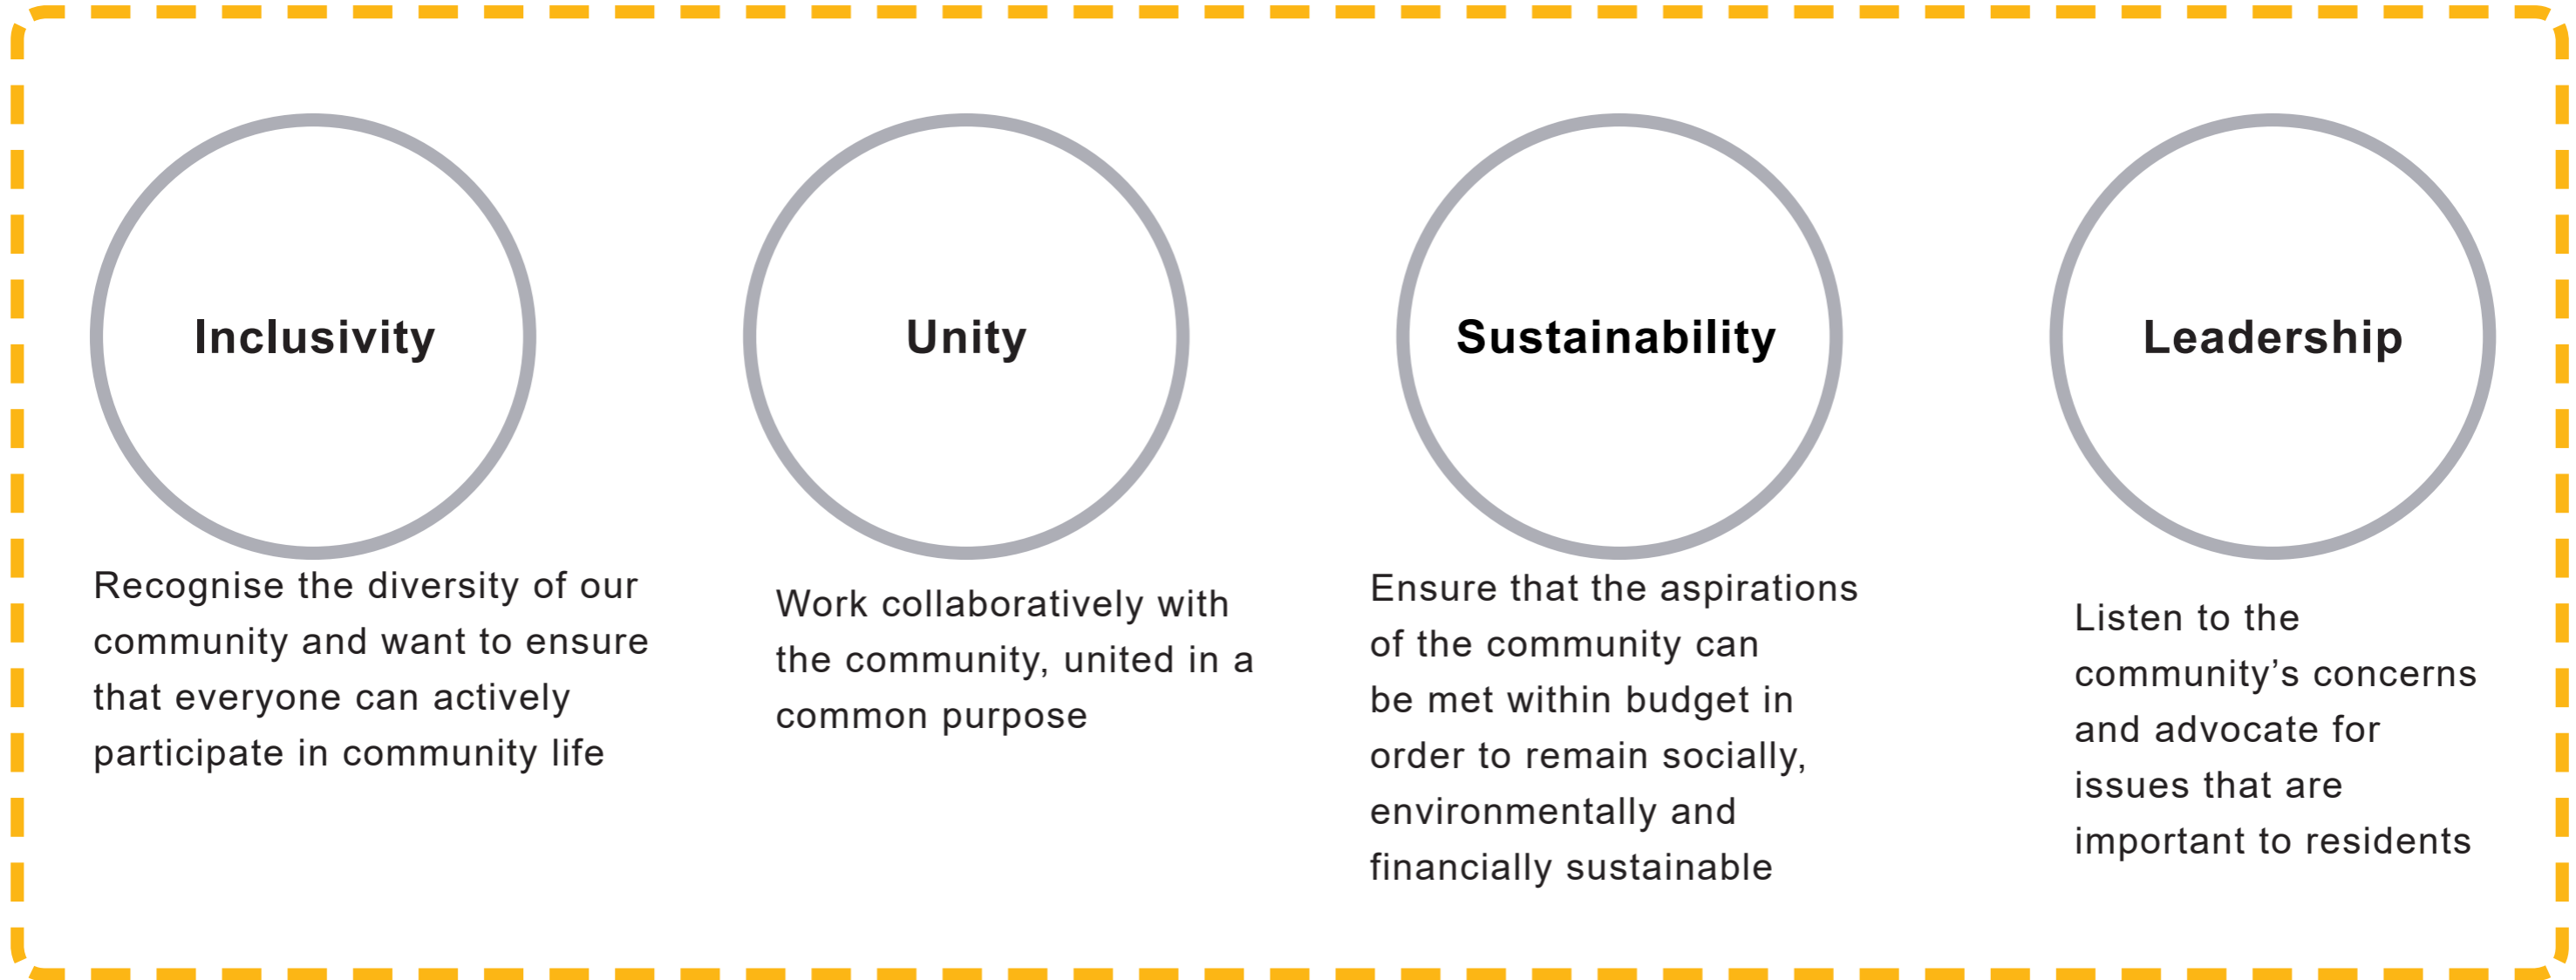 Inclusivity
Recognise the diversity of our
community and want to ensure
that everyone can actively
participate in community life
Unity
Work collaboratively with
the community, united in a
common purpose
Sustainability
Ensure that the aspirations
of the community can
be met within budget in
order to remain socially,
environmentally and
financially sustainable
Leadership
Listen to the
community’s concerns
and advocate for
issues that are
important to residents